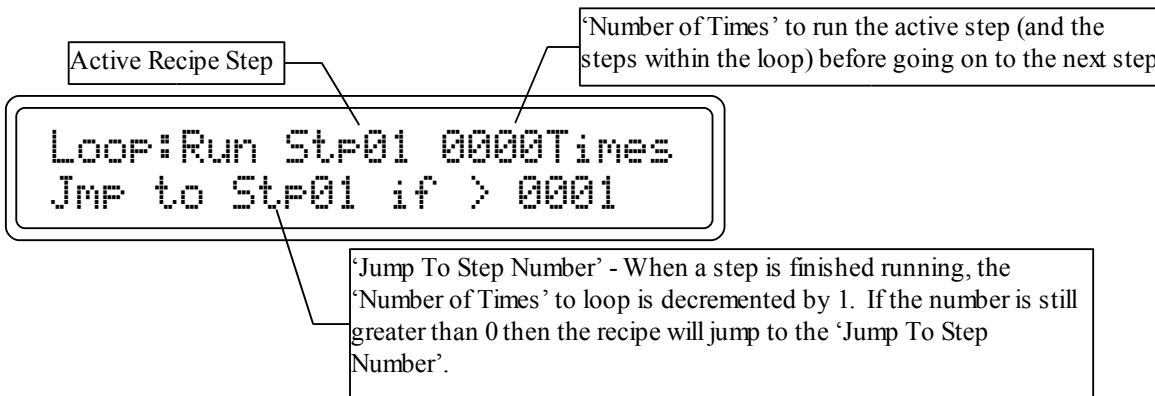 ‘Number of Times’ to run the active step (and the
steps within the loop) before going on to the next step
Active Recipe Step
Loop:Run Stp01 0000Times
Jmp to Stp01 if > 0001
‘Jump To Step Number’ - When a step is finished running, the
‘Number of Times’ to loop is decremented by 1. If the number is still
greater than 0 then the recipe will jump to the ‘Jump To Step
Number’.